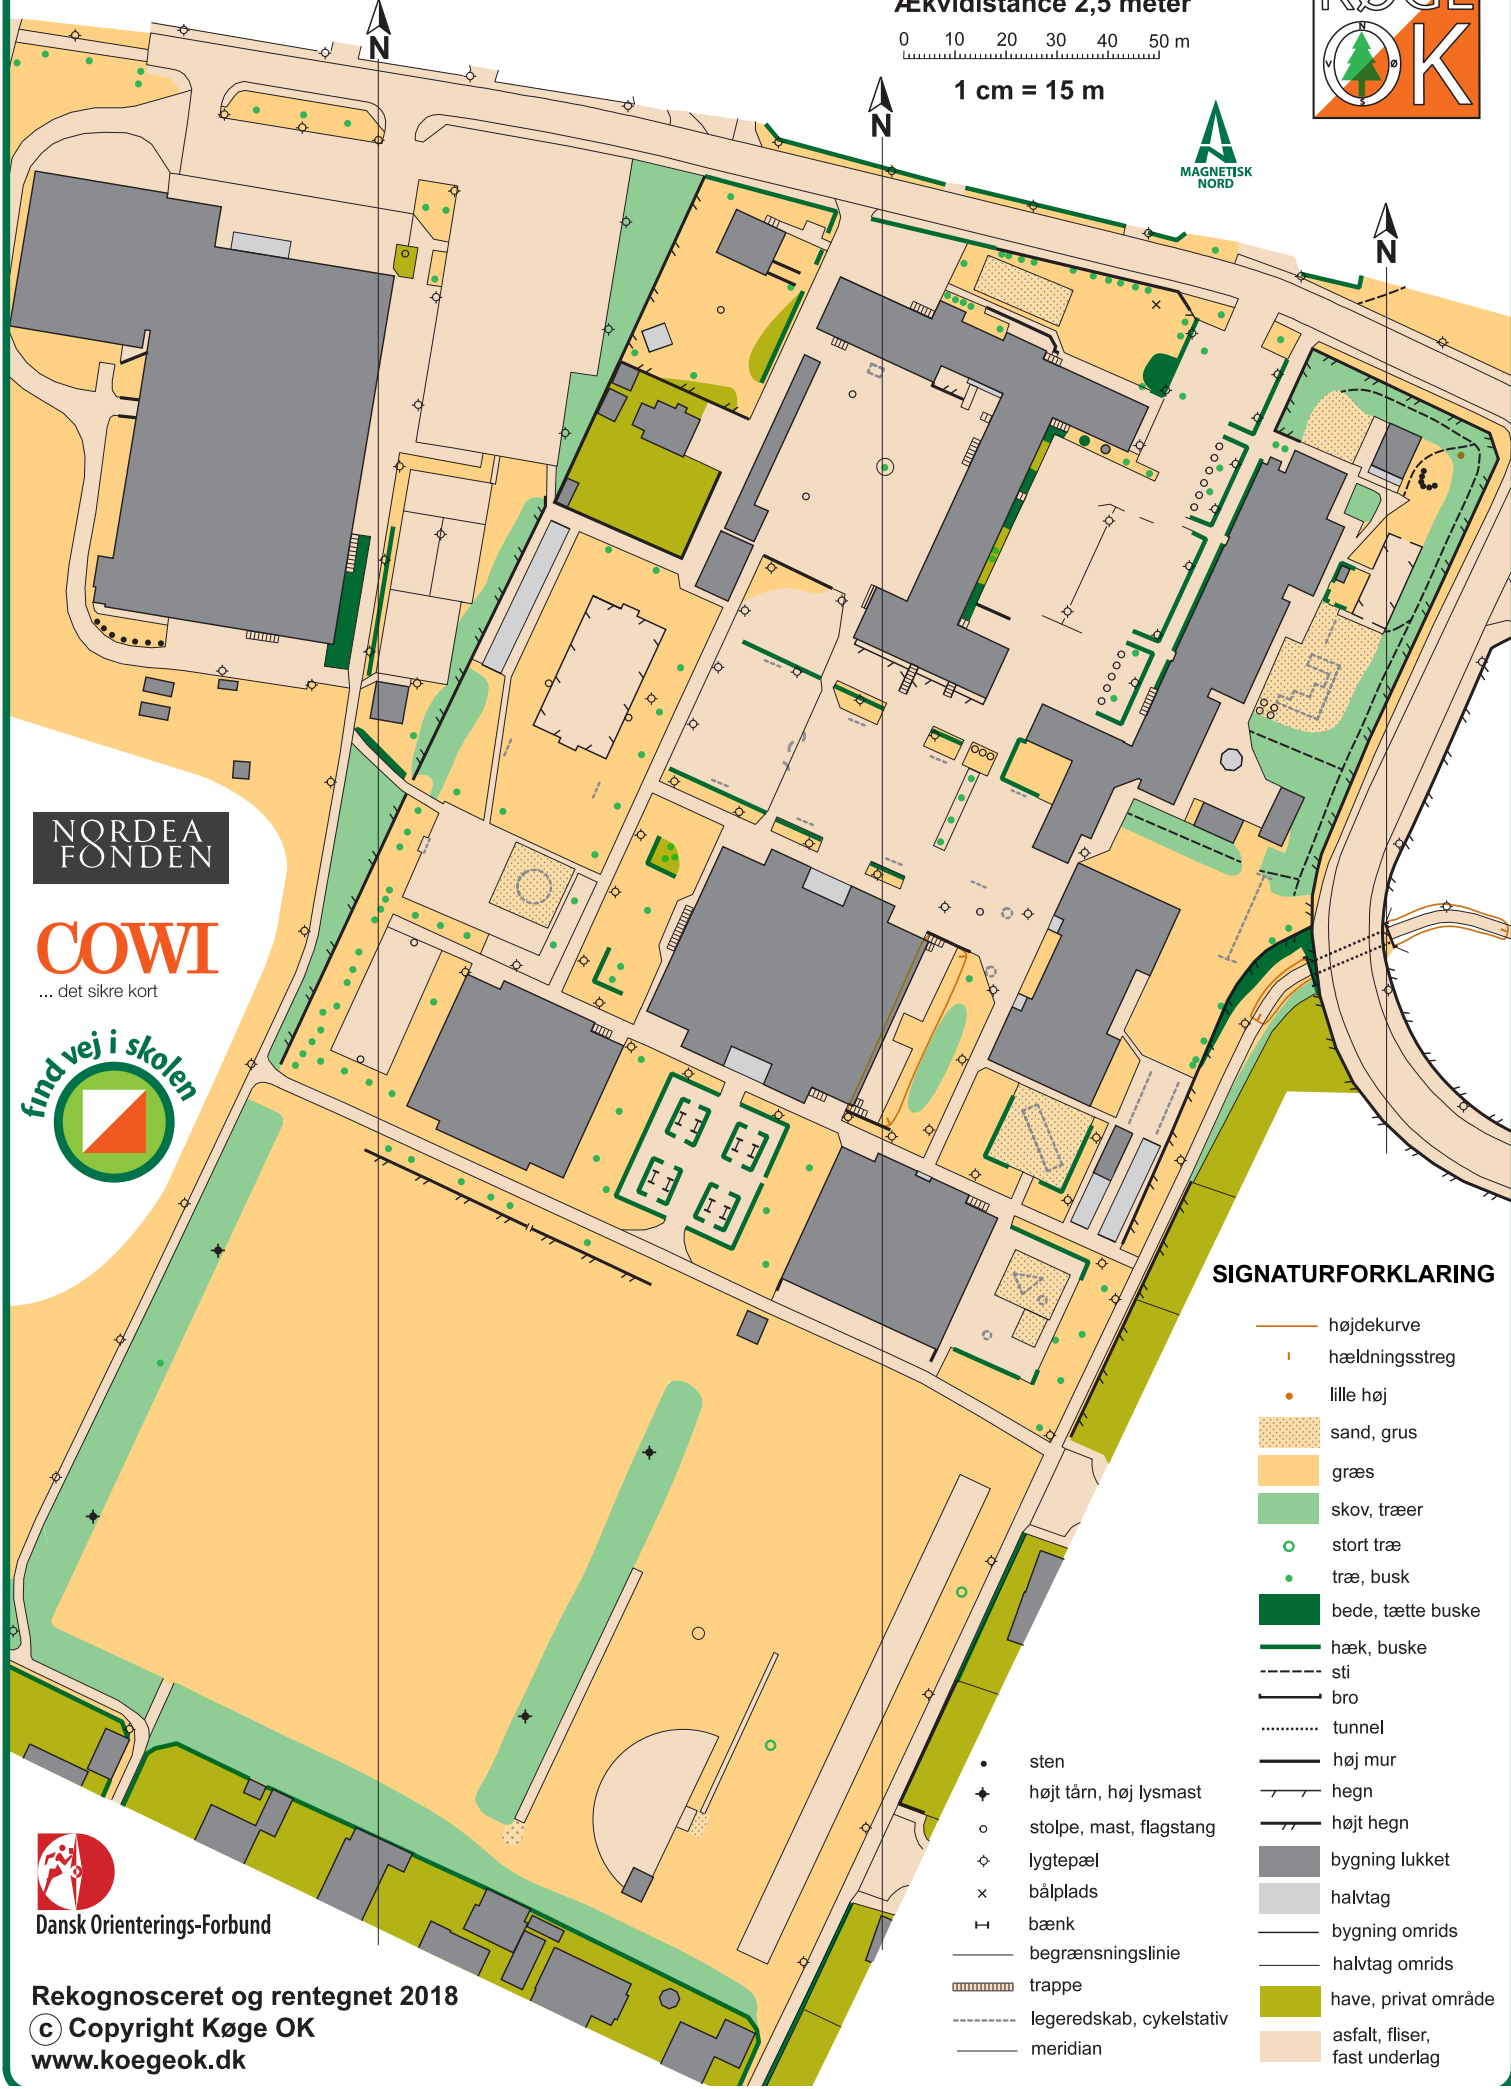 Ækvidistance 2,5 meter
0 10 20 30 40 50 m
1 cm = 15 m
KØGE
OK
N
V Ø
S
N
N
N
MAGNETISK
NORD
NORDEA
FONDEN
COWI
... det sikre kort
find vej i skolen
SIGNATURFORKLARING
højdekurve
hældningsstreg
lille høj
sand, grus
græs
skov, træer
stort træ
træ, busk
bede, tætte buske
hæk, buske
sti
bro
tunnel
høj mur
hegn
højt hegn
bygning lukket
halvtag
bygning omrids
halvtag omrids
have, privat område
asfalt, fliser,
fast underlag
sten
højt tårn, høj lysmast
stolpe, mast, flagstang
lygtepæl
bålplads
bænk
begrænsningslinie
trappe
legeredskab, cykelstativ
meridian
Dansk Orienterings-Forbund
Rekognosceret og rentegnet 2018
© Copyright Køge OK
www.koegeok.dk